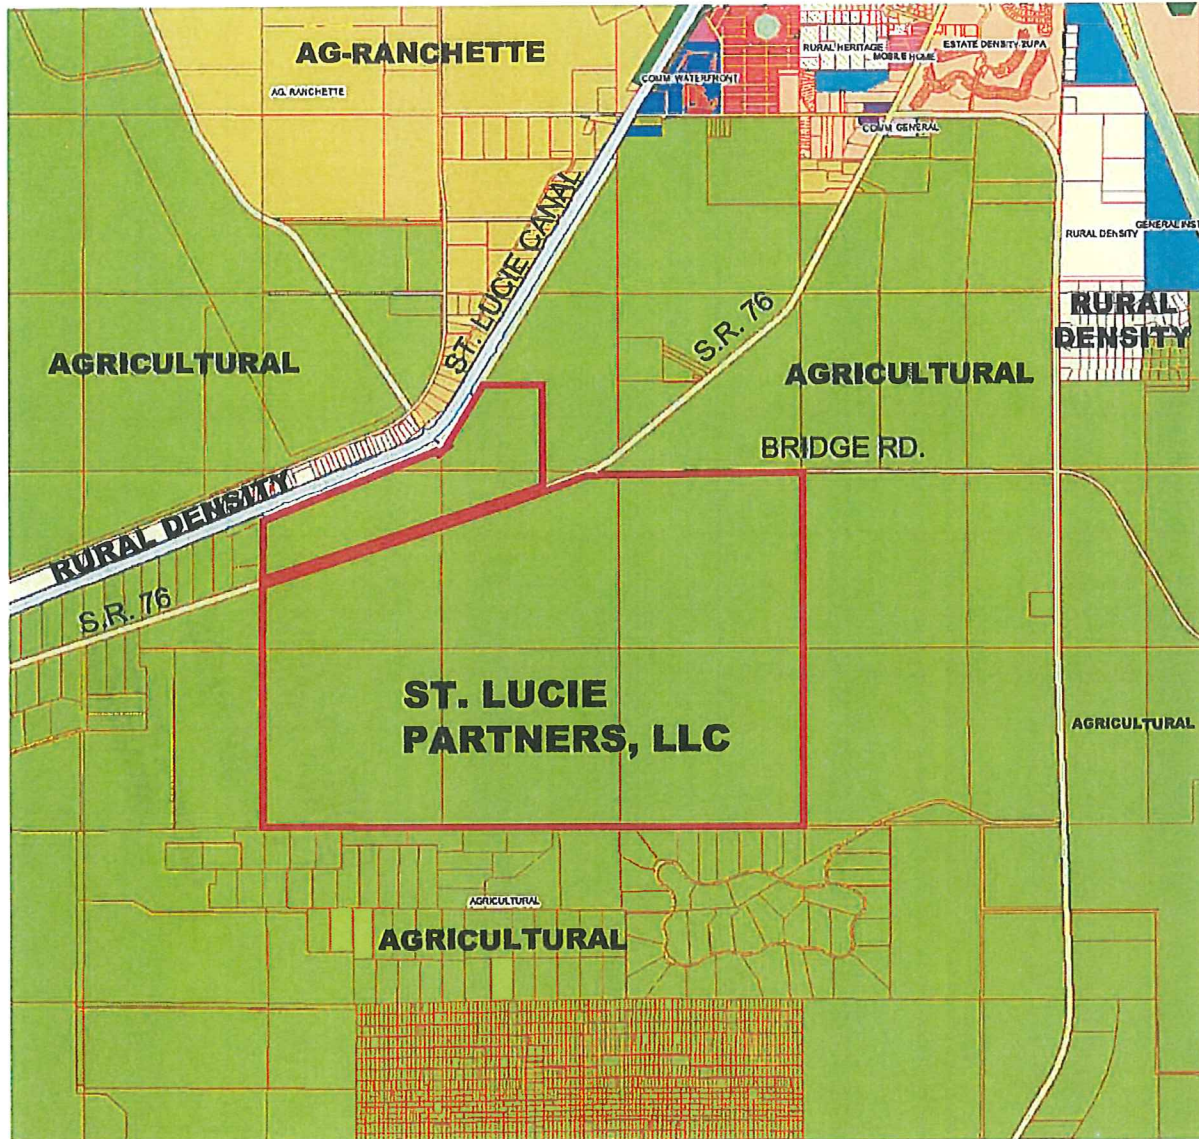 AG-RANCHETTE
AG. RANCHETTE
COMM WATERFRONT
RURAL HERITAGE
MOBILE HOME
ESTATE DENSITY 2UPA
COMM GENERAL
RURAL DENSITY
GENERAL INST
RURAL
DENSITY
ST. LUCIE CANAL
S.R. 76
AGRICULTURAL
AGRICULTURAL
BRIDGE RD.
RURAL DENSITY
S.R. 76
ST. LUCIE
PARTNERS, LLC
AGRICULTURAL
AGRICULTURAL
AGRICULTURAL